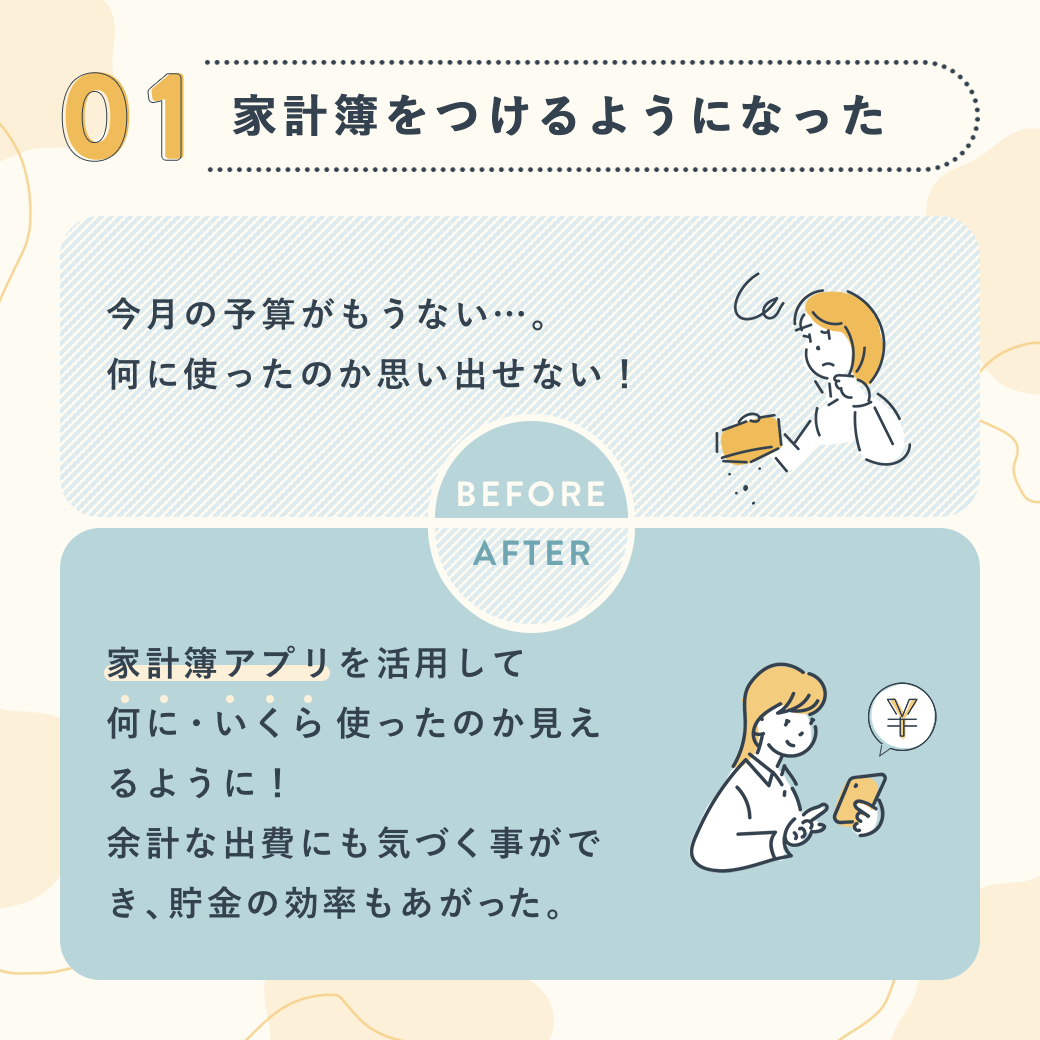 01
家計簿をつけるようになった
今月の予算がもうない…。
何に使ったのか思い出せない！
BEFORE
AFTER
家計簿アプリを活用して
何に・いくら使ったのか見え
るように！
余計な出費にも気づく事がで
き、貯金の効率もあがった。
¥